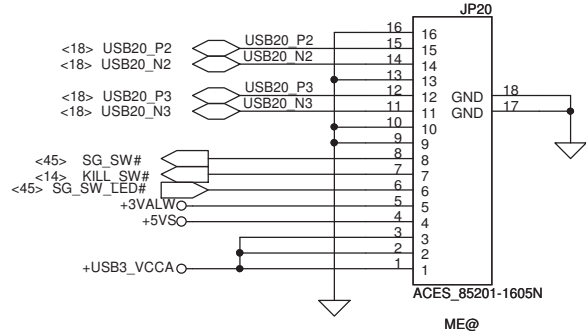 JP20
16 16
<18> USB20_P2 USB20_P2 15 15
<18> USB20_N2 USB20_N2 14 14
13 13
<18> USB20_P3 USB20_P3 12 12 GND 18
<18> USB20_N3 USB20_N3 11 11 GND 17
10 10
9 9
<45> SG_SW# 8 8
<14> KILL_SW# 7 7
<45> SG_SW_LED# 6 6
+3VALW 5 5
+5VS 4 4
3 3
2 2
+USB3_VCCA 1 1
ACES_85201-1605N
ME@